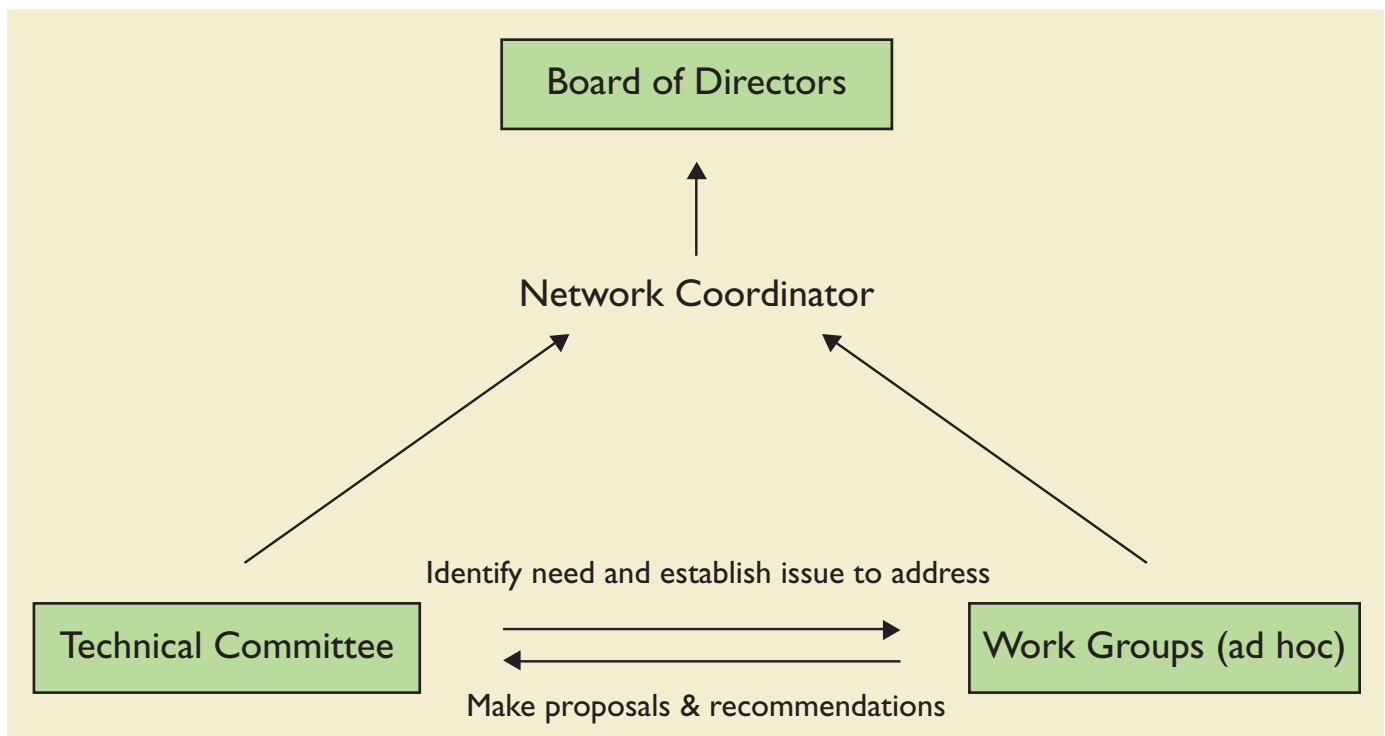 Board of Directors
Network Coordinator
Identify need and establish issue to address
Technical Committee
Work Groups (ad hoc)
Make proposals & recommendations